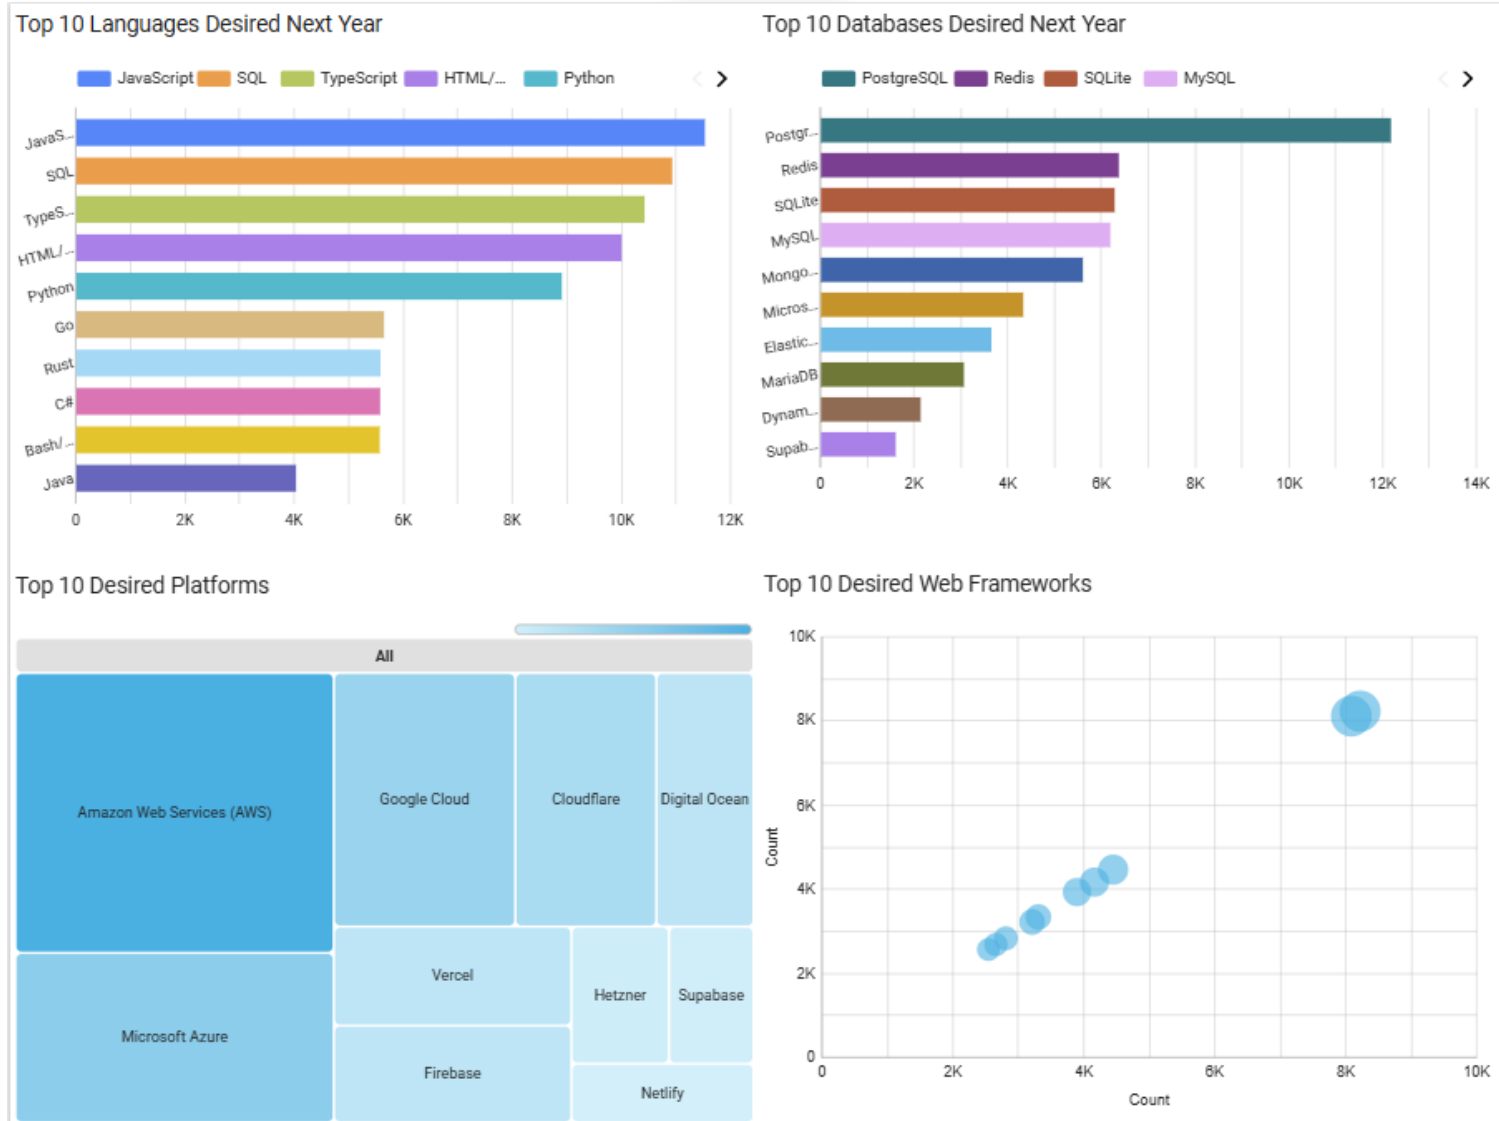 Top 10 Languages Desired Next Year
JavaScript SQL TypeScript HTML/... Python
JavaS...
SQL
TypeS...
HTML/...
Python
Go
Rust
C#
Bash/...
Java
0 2K 4K 6K 8K 10K 12K
Top 10 Databases Desired Next Year
PostgreSQL Redis SQLite MySQL
Postgr...
Redis
SQLite
MySQL
Mongo...
Micros...
Elastic...
MariaDB
Dynam...
Supab...
0 2K 4K 6K 8K 10K 12K 14K
Top 10 Desired Platforms
All
Amazon Web Services (AWS)
Google Cloud
Cloudflare
Digital Ocean
Microsoft Azure
Vercel
Firebase
Hetzner
Supabase
Netlify
Top 10 Desired Web Frameworks
10K
8K
6K
4K
2K
0
Count
0 2K 4K 6K 8K 10K
Count